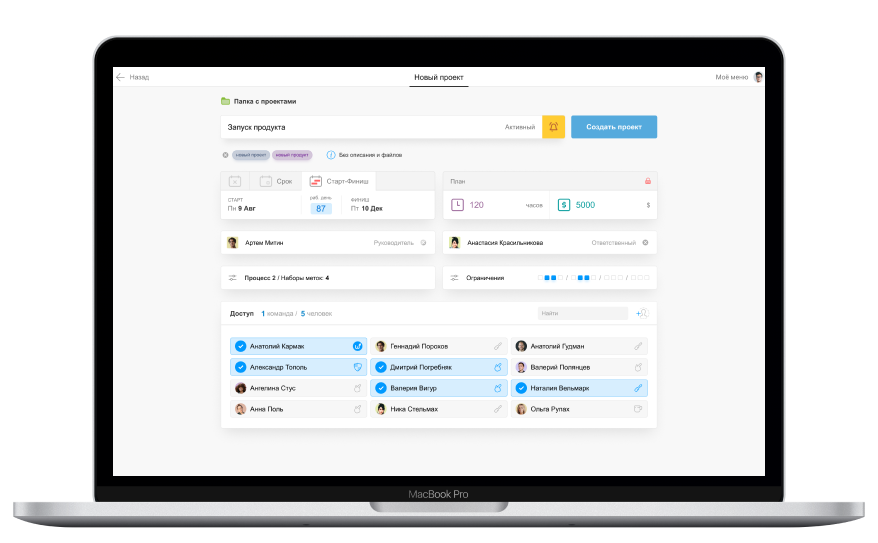 Назад
Новый проект
Моё меню
Папка с проектами
Запуск продукта
Активный
Создать проект
новый проект
новый продукт
Без описания и файлов
Срок
Старт-Финиш
План
СТАРТ
раб. день
ФИНИШ
Пн 9 Авг
87
Пт 10 Дек
120
часов
$
5000
$
Артем Митин
Руководитель
Анастасия Красильникова
Ответственный
Процесс 2 / Наборы меток: 4
Ограничения
Доступ 1 команда / 5 человек
Найти
Анатолий Кармак
Геннадий Порохов
Анатолий Гудман
Александр Тополь
Дмитрий Погребняк
Валерий Полянцев
Ангелина Стус
Валерия Вигур
Наталия Вельмарк
Анна Поль
Ника Стельмах
Ольга Рупах
MacBook Pro